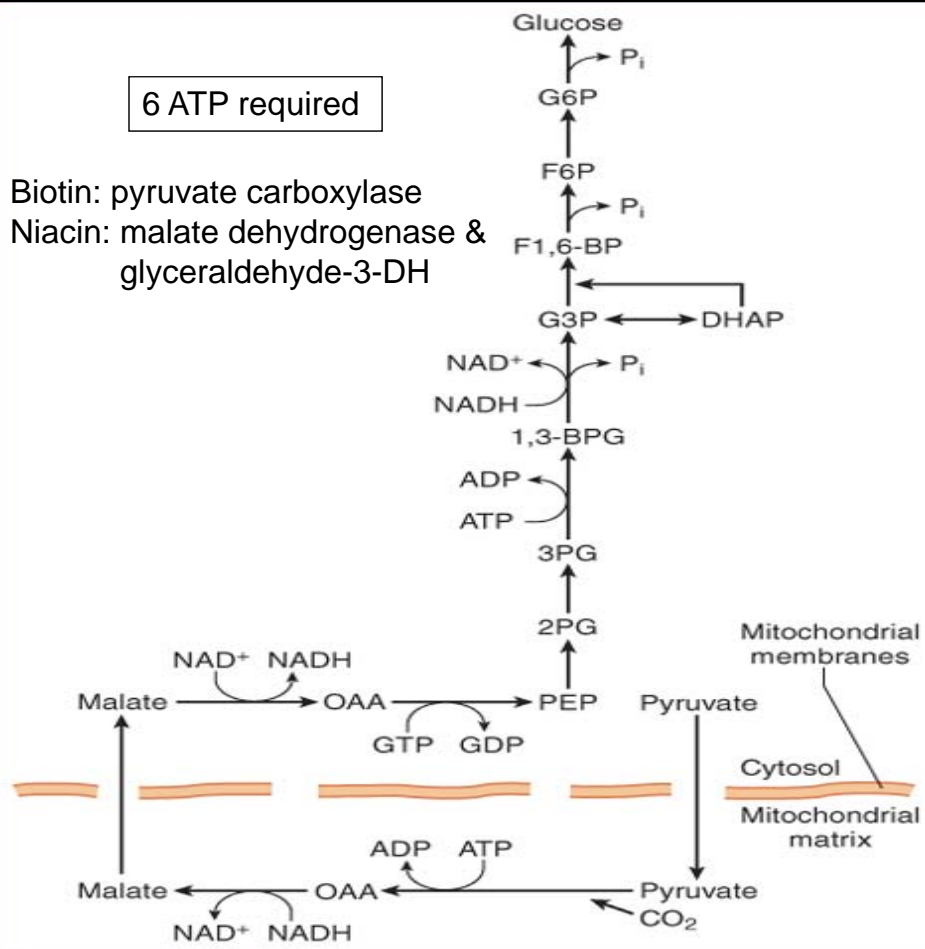 Glucose
Pi
6 ATP required
G6P
F6P
Biotin: pyruvate carboxylase
Pi
Niacin: malate dehydrogenase &
F1,6-BP
glyceraldehyde-3-DH
G3P DHAP
NAD+ Pi
NADH
1,3-BPG
ADP
ATP
3PG
2PG
Mitochondrial
membranes
NAD+ NADH
Malate OAA PEP Pyruvate
GTP GDP
Cytosol
Mitochondrial
matrix
ADP ATP
Malate OAA Pyruvate
CO2
NAD+ NADH